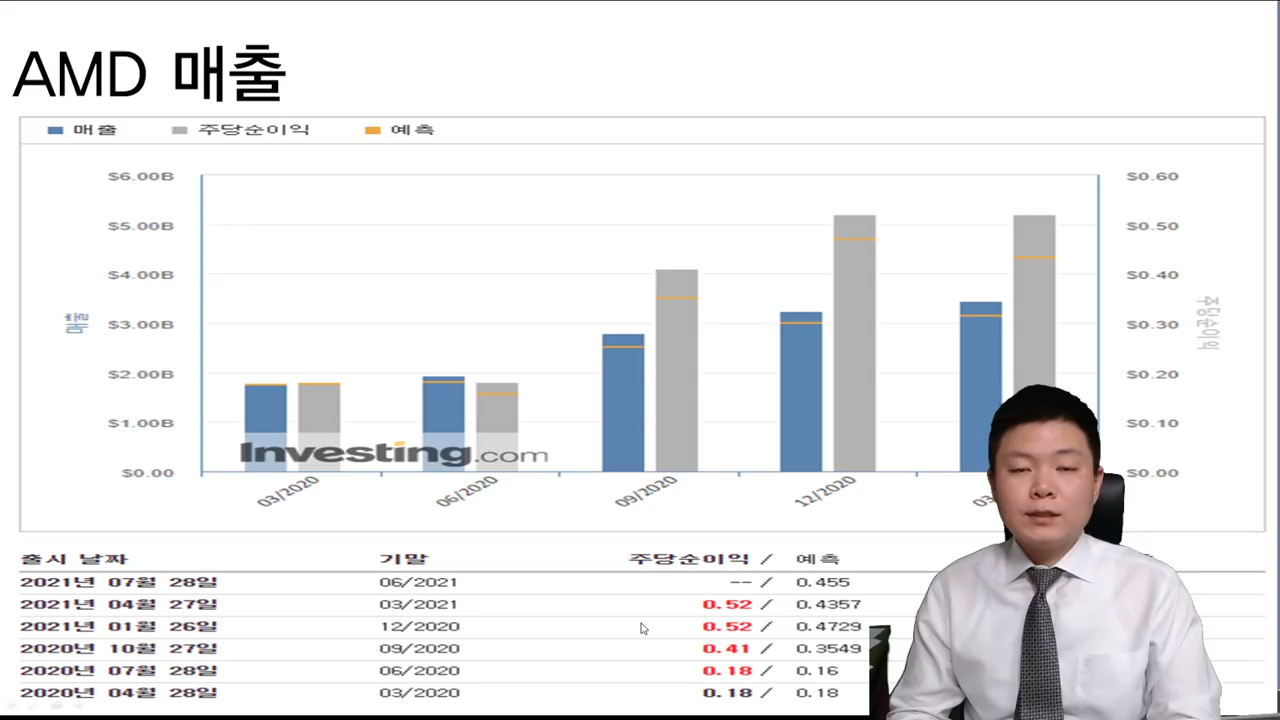 AMD 매출
매출 주당순이익 예측
$6.00B $0.60
$5.00B $0.50
$4.00B $0.40
$3.00B $0.30
$2.00B $0.20
$1.00B $0.10
$0.00 $0.00
매출
주당순이익
Investing.com
03/2020 06/2020 09/2020 12/2020 03
출시 날짜 기말 주당순이익 / 예측
2021년 07월 28일 06/2021 -- / 0.455
2021년 04월 27일 03/2021 0.52 / 0.4357
2021년 01월 26일 12/2020 0.52 / 0.4729
2020년 10월 27일 09/2020 0.41 / 0.3549
2020년 07월 28일 06/2020 0.18 / 0.16
2020년 04월 28일 03/2020 0.18 / 0.18